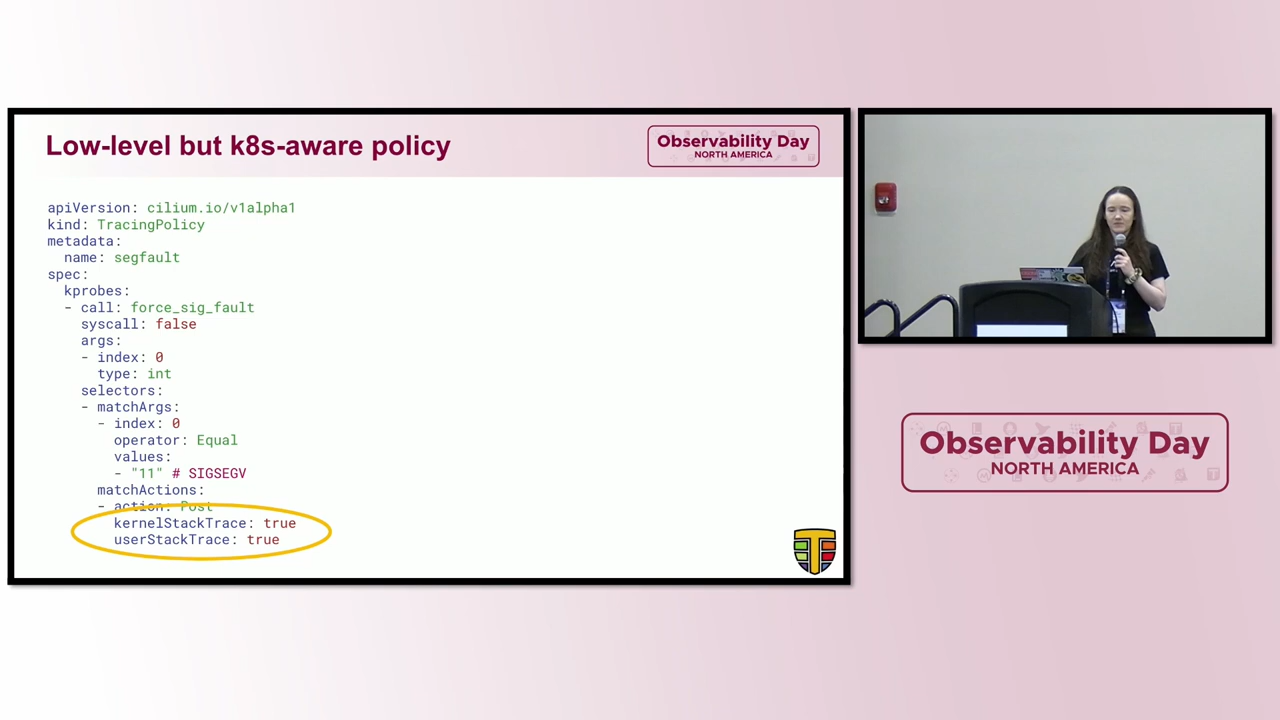 Low-level but k8s-aware policy
Observability Day
NORTH AMERICA
apiVersion: cilium.io/v1alpha1
kind: TracingPolicy
metadata:
  name: segfault
spec:
  kprobes:
  - call: force_sig_fault
    syscall: false
    args:
    - index: 0
      type: int
    selectors:
    - matchArgs:
      - index: 0
        operator: Equal
        values:
        - "11" # SIGSEGV
      matchActions:
      - action: Post
        kernelStackTrace: true
        userStackTrace: true
Observability Day
NORTH AMERICA